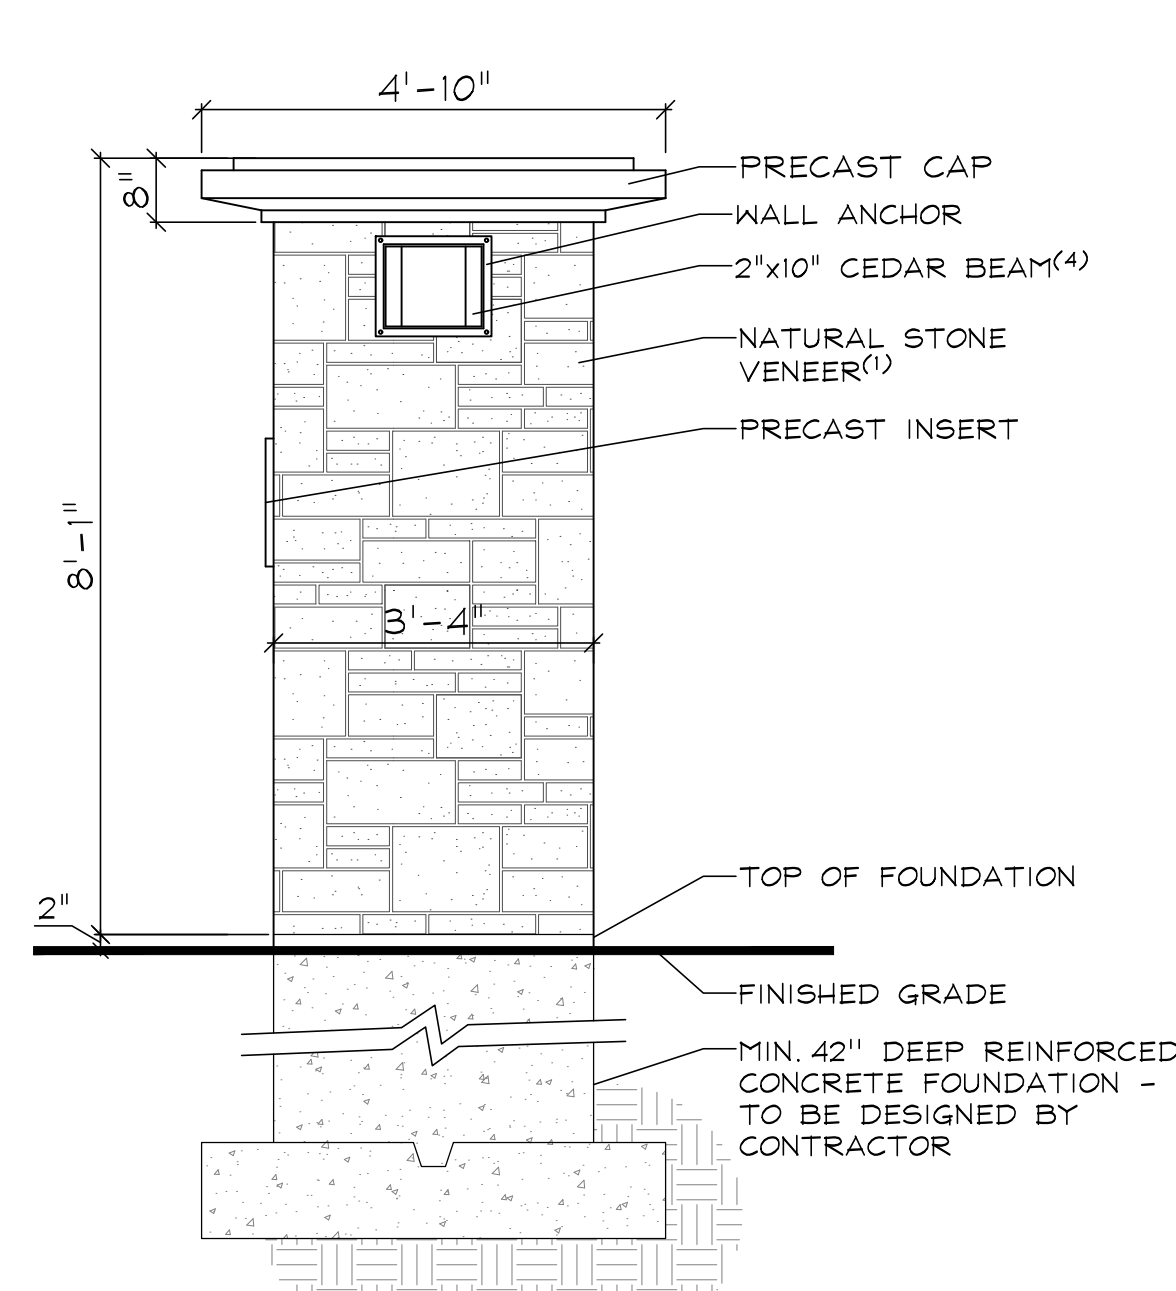 4'-10"
8"
PRECAST CAP
WALL ANCHOR
2"x10" CEDAR BEAM(4)
NATURAL STONE
VENEER(1)
PRECAST INSERT
8'-1"
3'-4"
TOP OF FOUNDATION
2"
FINISHED GRADE
MIN. 42" DEEP REINFORCED
CONCRETE FOUNDATION -
TO BE DESIGNED BY
CONTRACTOR